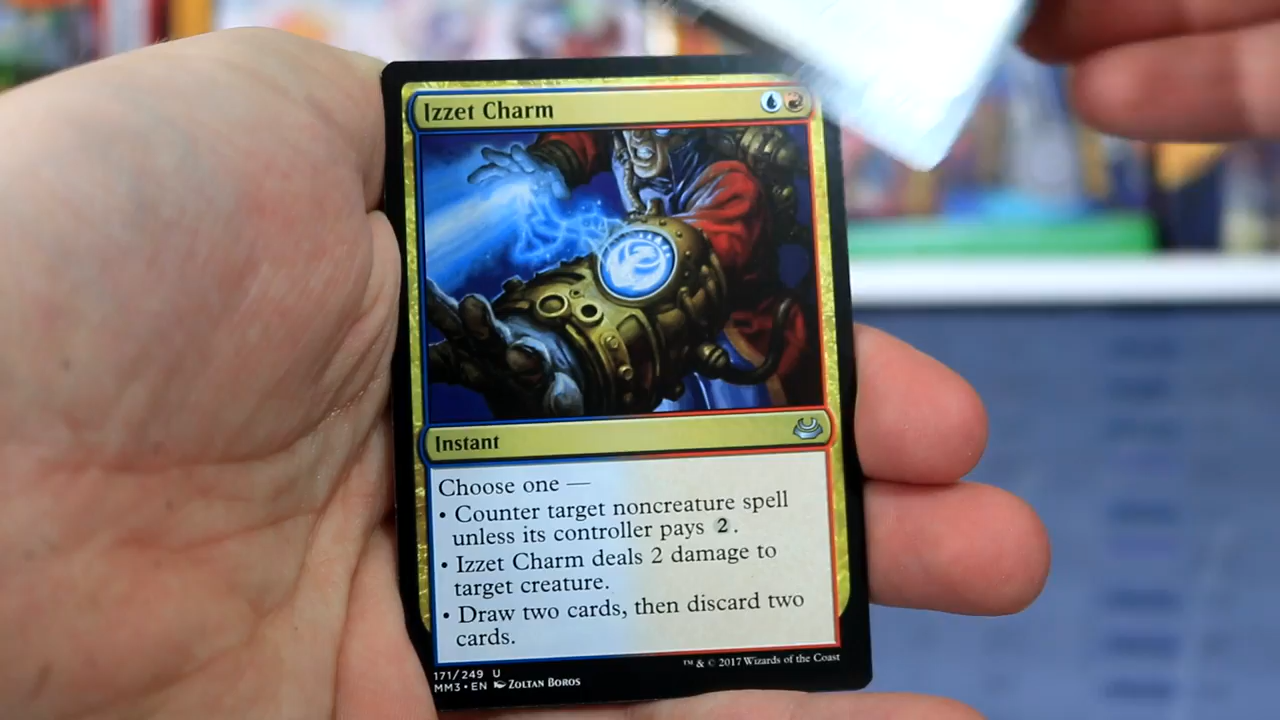 Izzet Charm
Instant
Choose one —
• Counter target noncreature spell
unless its controller pays 2.
• Izzet Charm deals 2 damage to
target creature.
• Draw two cards, then discard two
cards.
171/249 U
MM3 • EN Zoltan Boros
™ & © 2017 Wizards of the Coast